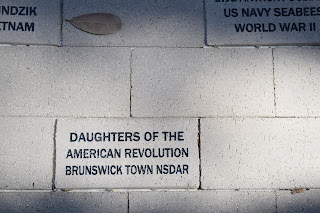 NDZIK
TNAM
US NAVY SEABEES
WORLD WAR II
DAUGHTERS OF THE
AMERICAN REVOLUTION
BRUNSWICK TOWN NSDAR